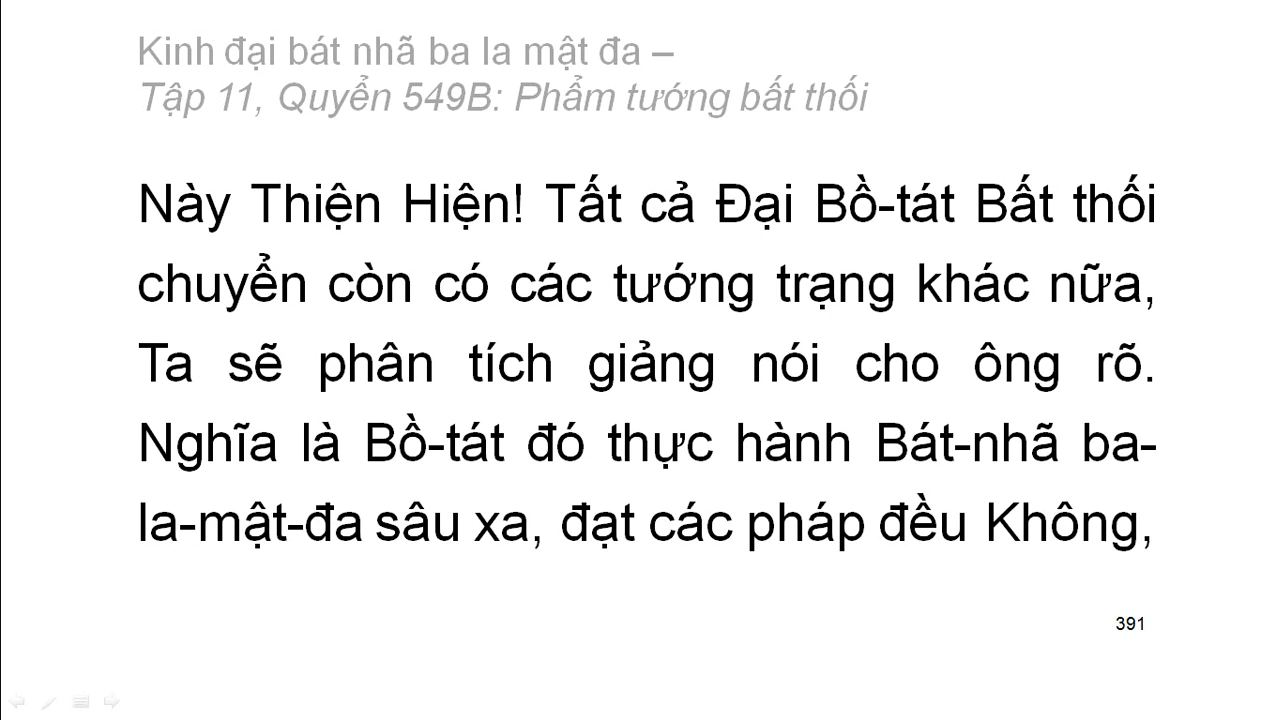 Kinh đại bát nhã ba la mật đa –
Tập 11, Quyển 549B: Phẩm tướng bất thối
Này Thiện Hiện! Tất cả Đại Bồ-tát Bất thối
chuyển còn có các tướng trạng khác nữa,
Ta sẽ phân tích giảng nói cho ông rõ.
Nghĩa là Bồ-tát đó thực hành Bát-nhã ba-
la-mật-đa sâu xa, đạt các pháp đều Không,
391